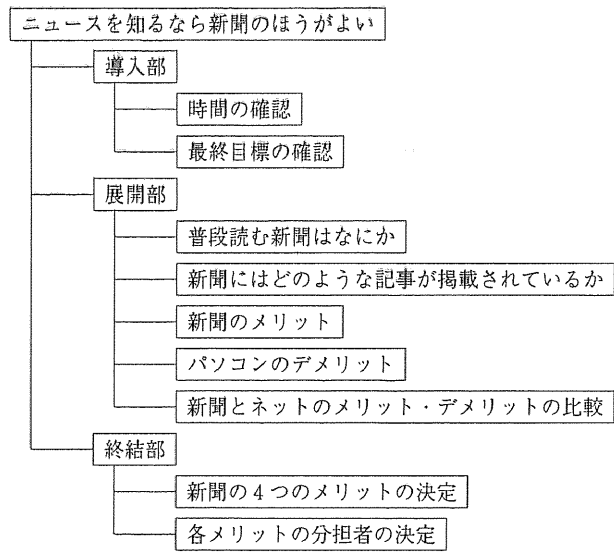 ニュースを知るなら新聞のほうがよい
導入部
時間の確認
最終目標の確認
展開部
普段読む新聞はなにか
新聞にはどのような記事が掲載されているか
新聞のメリット
パソコンのデメリット
新聞とネットのメリット・デメリットの比較
終結部
新聞の4つのメリットの決定
各メリットの分担者の決定